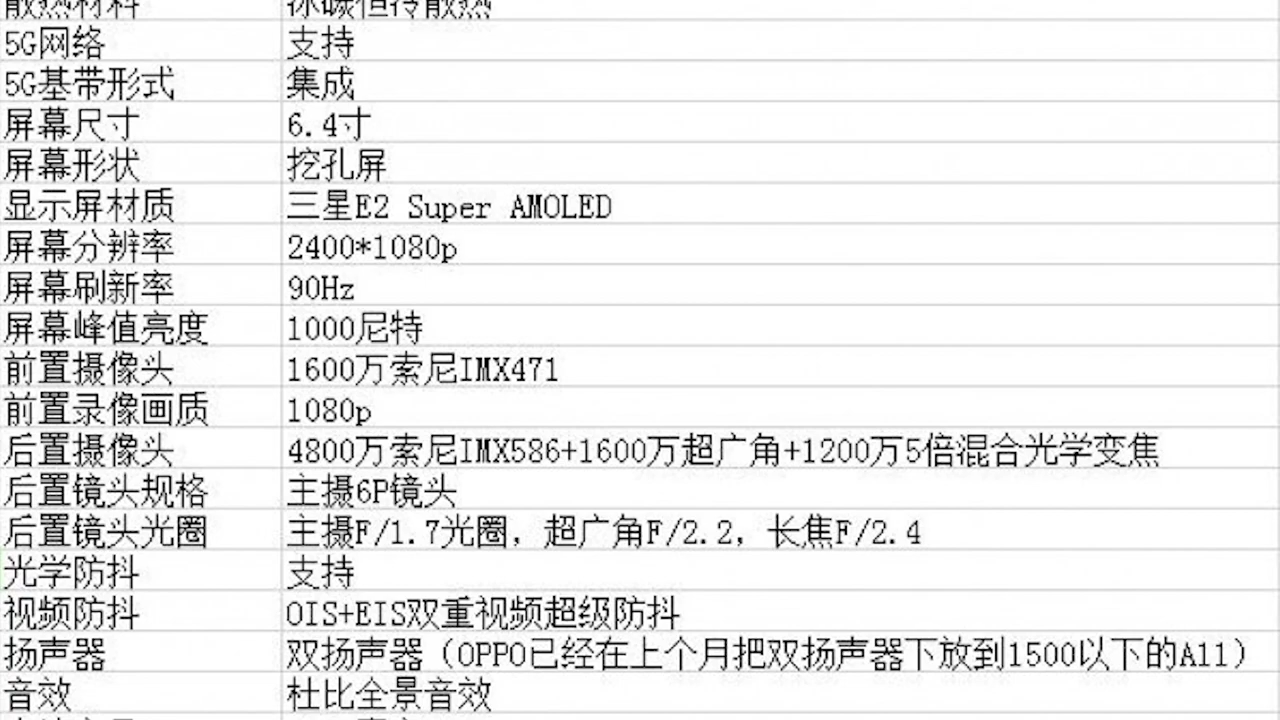 散热材料 冰碳恒冷散热
5G网络 支持
5G基带形式 集成
屏幕尺寸 6.4寸
屏幕形状 挖孔屏
显示屏材质 三星E2 Super AMOLED
屏幕分辨率 2400*1080p
屏幕刷新率 90Hz
屏幕峰值亮度 1000尼特
前置摄像头 1600万索尼IMX471
前置录像画质 1080p
后置摄像头 4800万索尼IMX586+1600万超广角+1200万5倍混合光学变焦
后置镜头规格 主摄6P镜头
后置镜头光圈 主摄F/1.7光圈，超广角F/2.2，长焦F/2.4
光学防抖 支持
视频防抖 OIS+EIS双重视频超级防抖
扬声器 双扬声器（OPPO已经在上个月把双扬声器下放到1500以下的A11）
音效 杜比全景音效